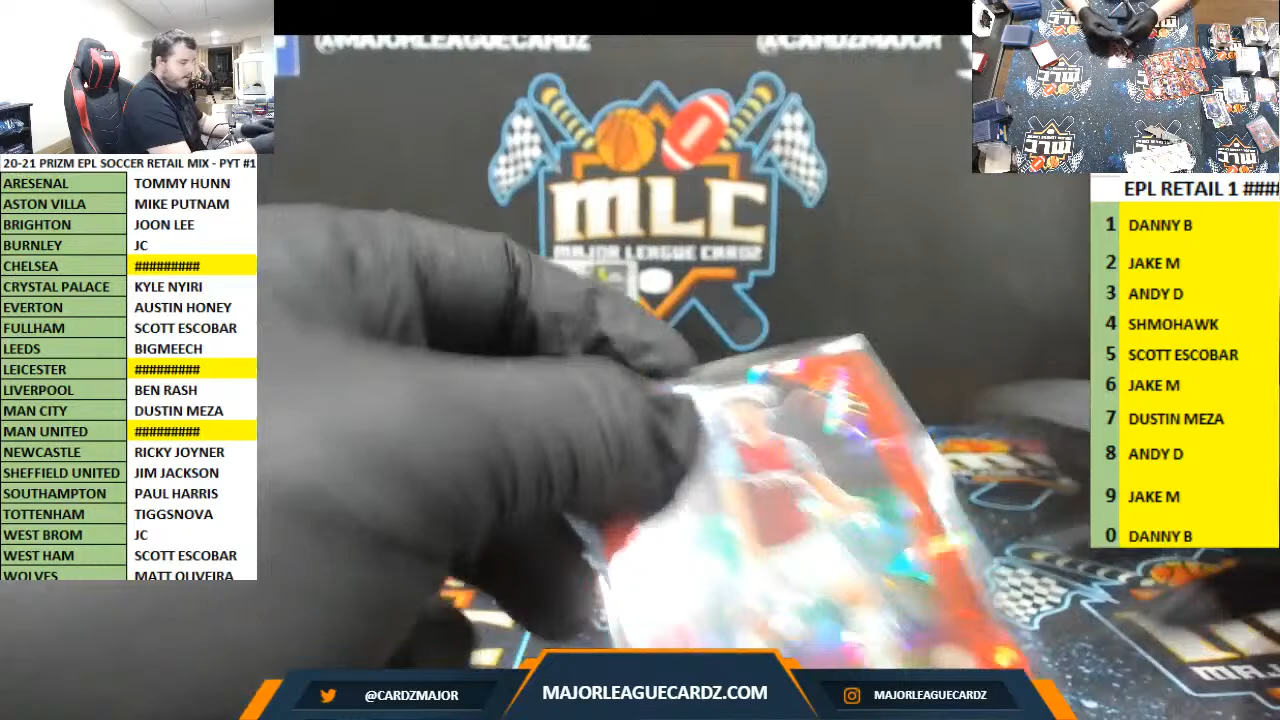 @MAJORLEAGUECARDZ
@CARDZMAJOR
MLC
MAJOR LEAGUE CARDZ
20-21 PRIZM EPL SOCCER RETAIL MIX - PYT #1
ARESENAL TOMMY HUNN
ASTON VILLA MIKE PUTNAM
BRIGHTON JOON LEE
BURNLEY JC
CHELSEA #########
CRYSTAL PALACE KYLE NYIRI
EVERTON AUSTIN HONEY
FULLHAM SCOTT ESCOBAR
LEEDS BIGMEECH
LEICESTER #########
LIVERPOOL BEN RASH
MAN CITY DUSTIN MEZA
MAN UNITED #########
NEWCASTLE RICKY JOYNER
SHEFFIELD UNITED JIM JACKSON
SOUTHAMPTON PAUL HARRIS
TOTTENHAM TIGGSNOVA
WEST BROM JC
WEST HAM SCOTT ESCOBAR
WOLVES MATT OLIVEIRA
EPL RETAIL 1 ####
1 DANNY B
2 JAKE M
3 ANDY D
4 SHMOHAWK
5 SCOTT ESCOBAR
6 JAKE M
7 DUSTIN MEZA
8 ANDY D
9 JAKE M
0 DANNY B
@CARDZMAJOR
MAJORLEAGUECARDZ.COM
MAJORLEAGUECARDZ